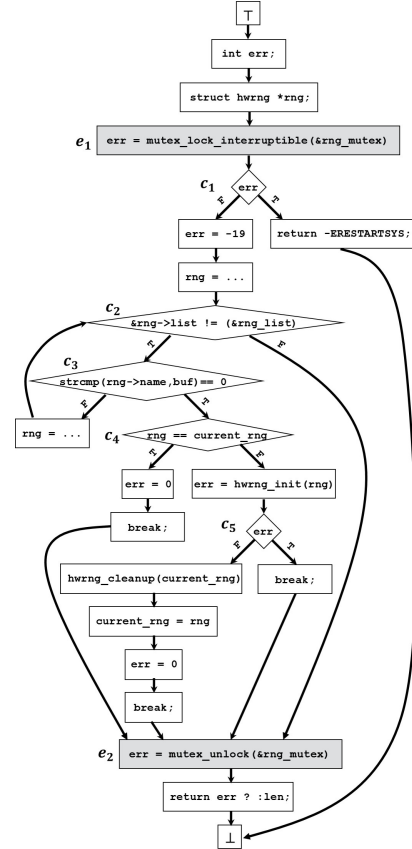 ⊤
int err;
struct hwrng *rng;
e1 err = mutex_lock_interruptible(&rng_mutex)
c1 err
F T
err = -19 return -ERESTARTSYS;
rng = ...
c2 &rng->list != (&rng_list)
T F
c3 strcmp(rng->name,buf)== 0
F T
rng = ... c4 rng == current_rng
T F
err = 0 err = hwrng_init(rng)
break; c5 err
F T
hwrng_cleanup(current_rng) break;
current_rng = rng
err = 0
break;
e2 err = mutex_unlock(&rng_mutex)
return err ? :len;
⊥